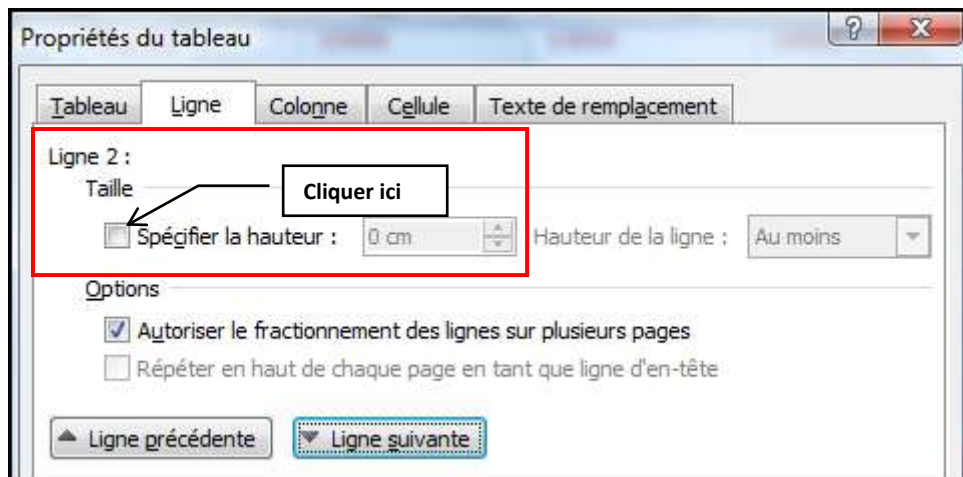 Propriétés du tableau
Tableau Ligne Colonne Cellule Texte de remplacement
Ligne 2 :
Taille
Cliquer ici
Spécifier la hauteur : 0 cm Hauteur de la ligne : Au moins
Options
Autoriser le fractionnement des lignes sur plusieurs pages
Répéter en haut de chaque page en tant que ligne d'en-tête
Ligne précédente Ligne suivante